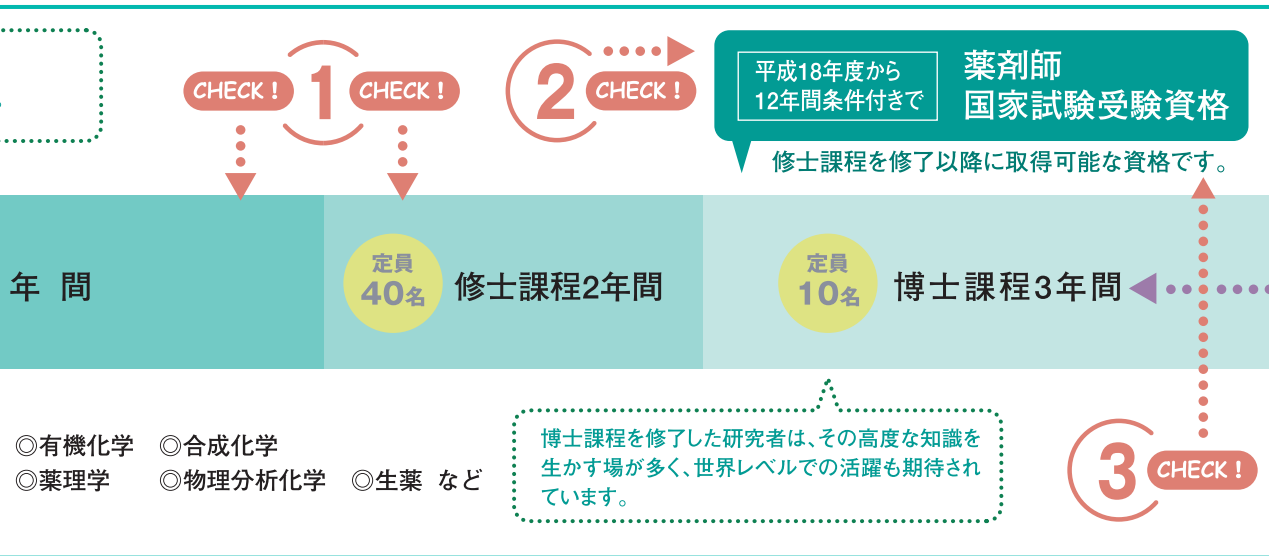 CHECK!
1
CHECK!
2
CHECK!
平成18年度から
12年間条件付きで
薬剤師
国家試験受験資格
修士課程を修了以降に取得可能な資格です。
年 間
定員
40名
修士課程2年間
定員
10名
博士課程3年間
◎有機化学 ◎合成化学
◎薬理学 ◎物理分析化学 ◎生薬 など
博士課程を修了した研究者は、その高度な知識を
生かす場が多く、世界レベルでの活躍も期待され
ています。
3
CHECK!